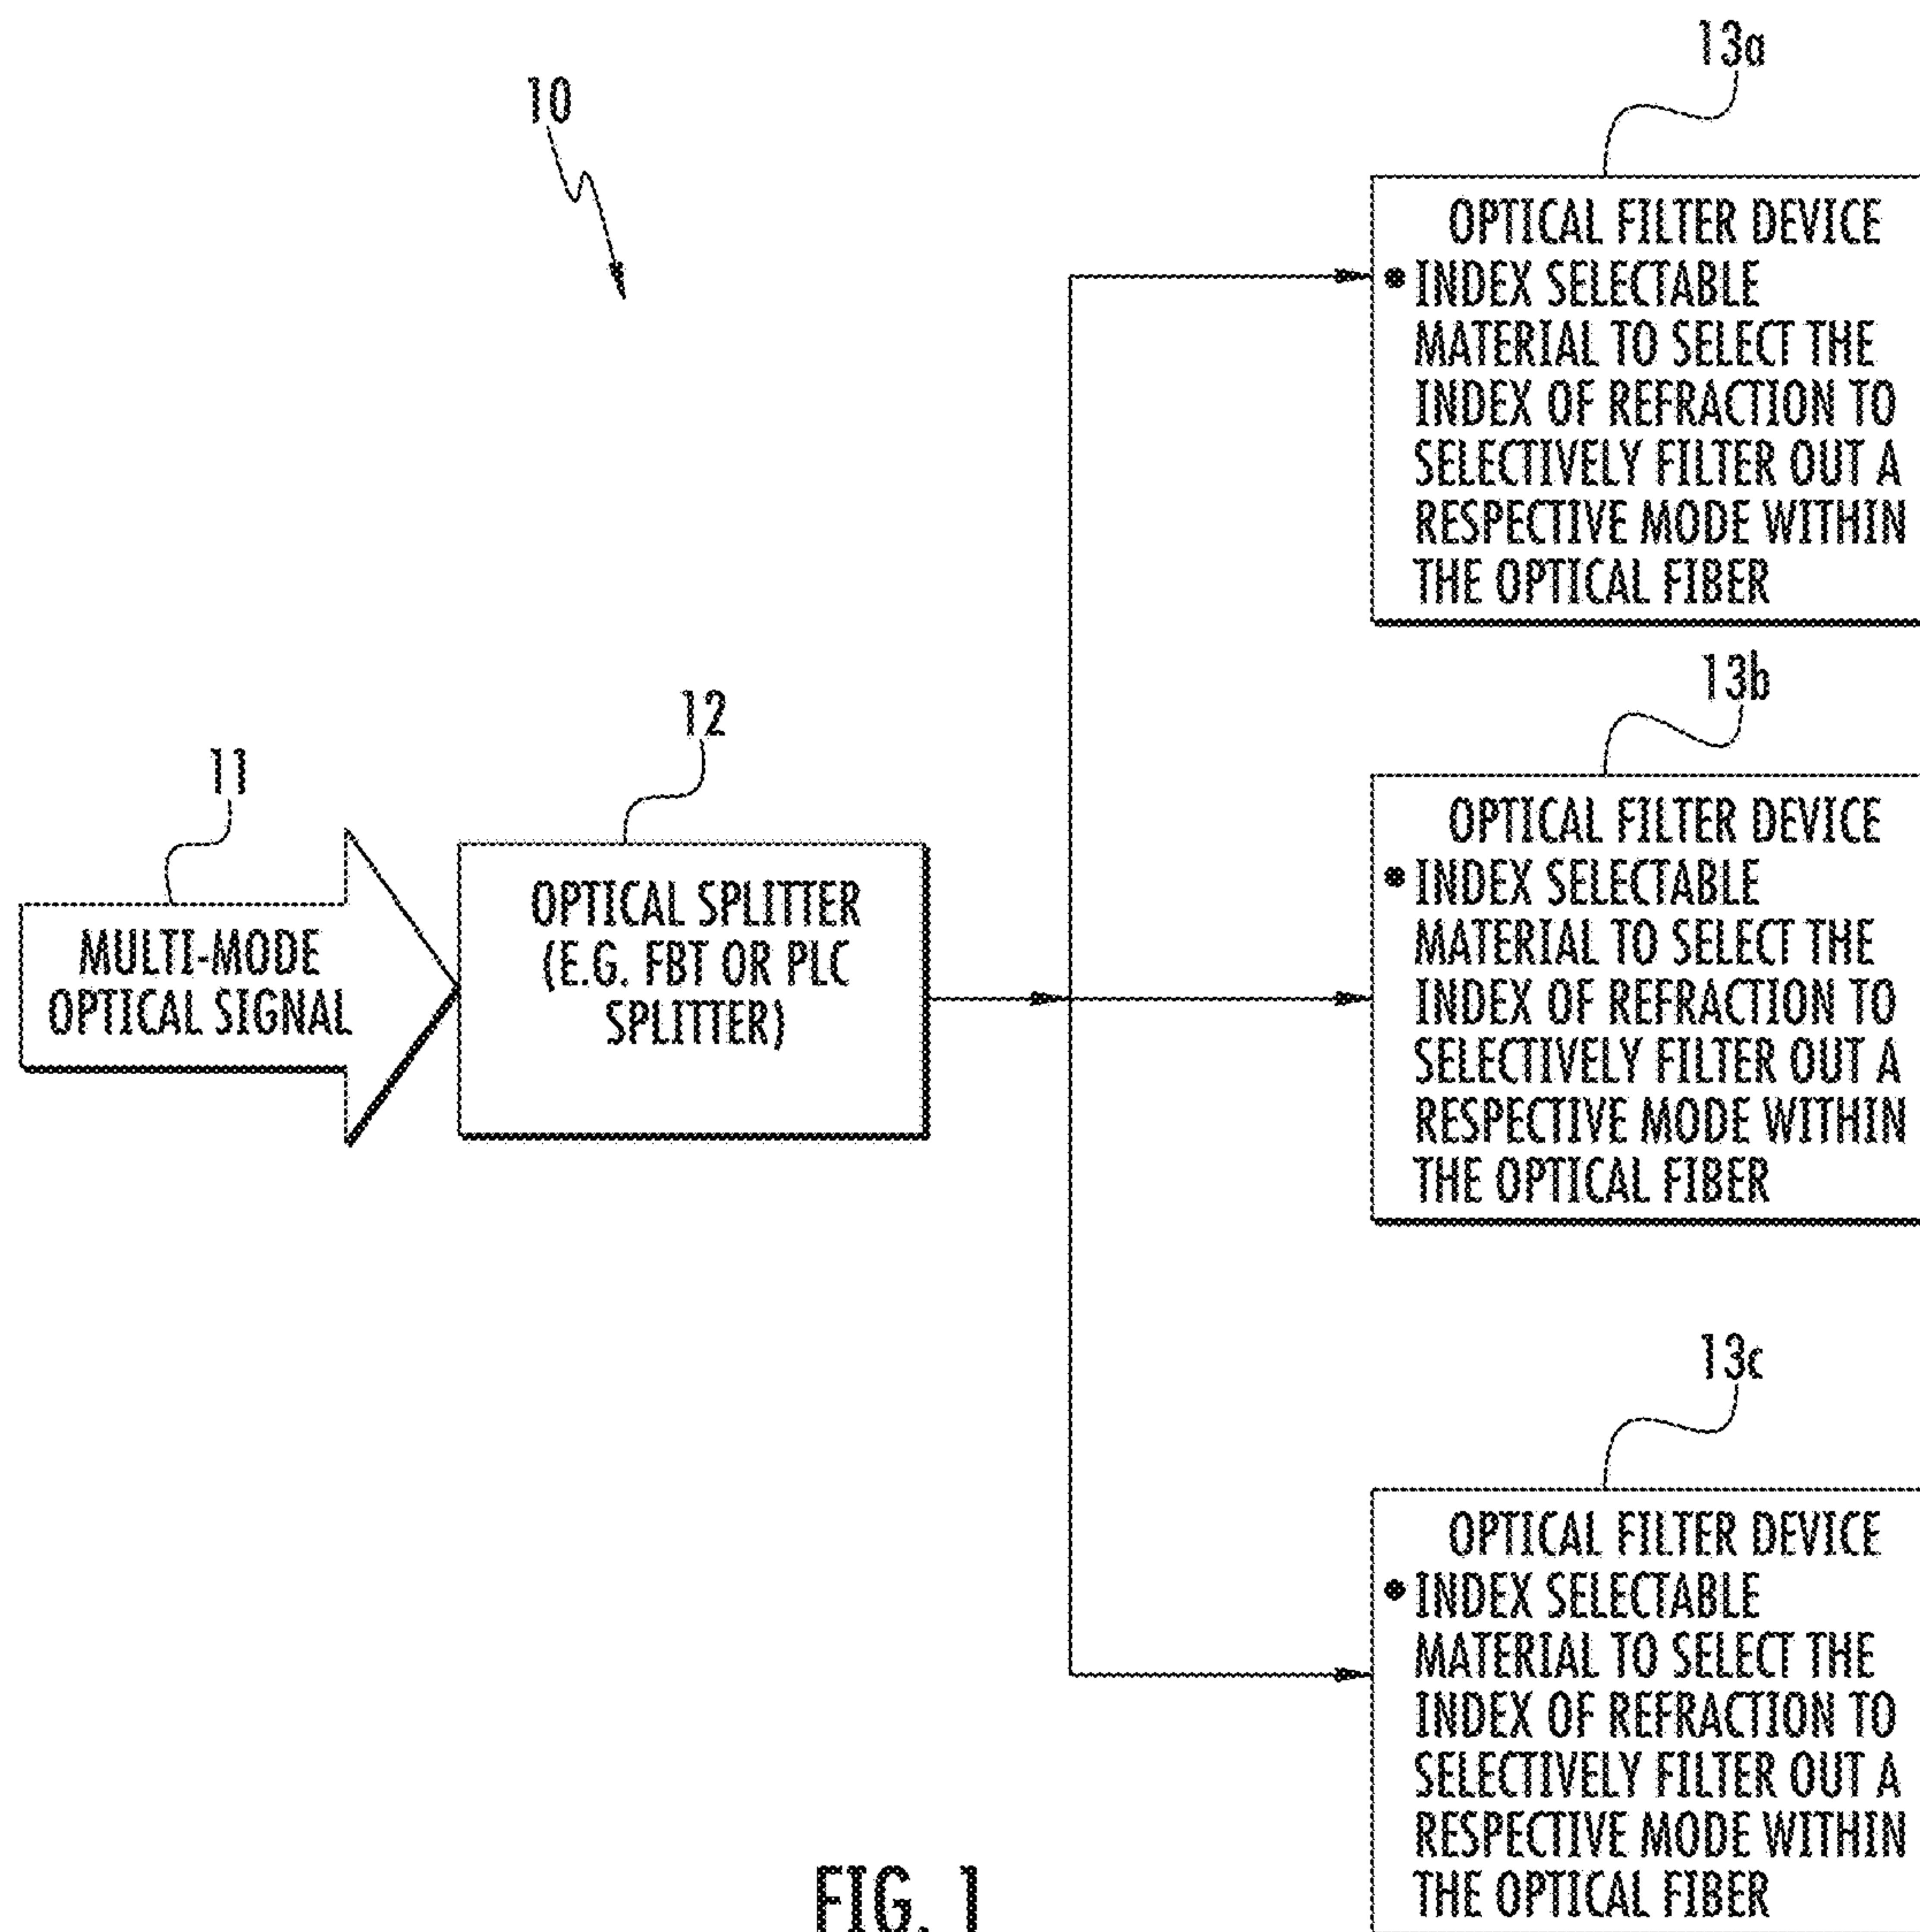 13a
10
OPTICAL FILTER DEVICE
• INDEX SELECTABLE
MATERIAL TO SELECT THE
INDEX OF REFRACTION TO
SELECTIVELY FILTER OUT A
RESPECTIVE MODE WITHIN
THE OPTICAL FIBER
13b
12
11
OPTICAL FILTER DEVICE
• INDEX SELECTABLE
MATERIAL TO SELECT THE
INDEX OF REFRACTION TO
SELECTIVELY FILTER OUT A
RESPECTIVE MODE WITHIN
THE OPTICAL FIBER
OPTICAL SPLITTER
(E.G. FBT OR PLC
SPLITTER)
MULTI-MODE
OPTICAL SIGNAL
13c
OPTICAL FILTER DEVICE
• INDEX SELECTABLE
MATERIAL TO SELECT THE
INDEX OF REFRACTION TO
SELECTIVELY FILTER OUT A
RESPECTIVE MODE WITHIN
THE OPTICAL FIBER
FIG. 1